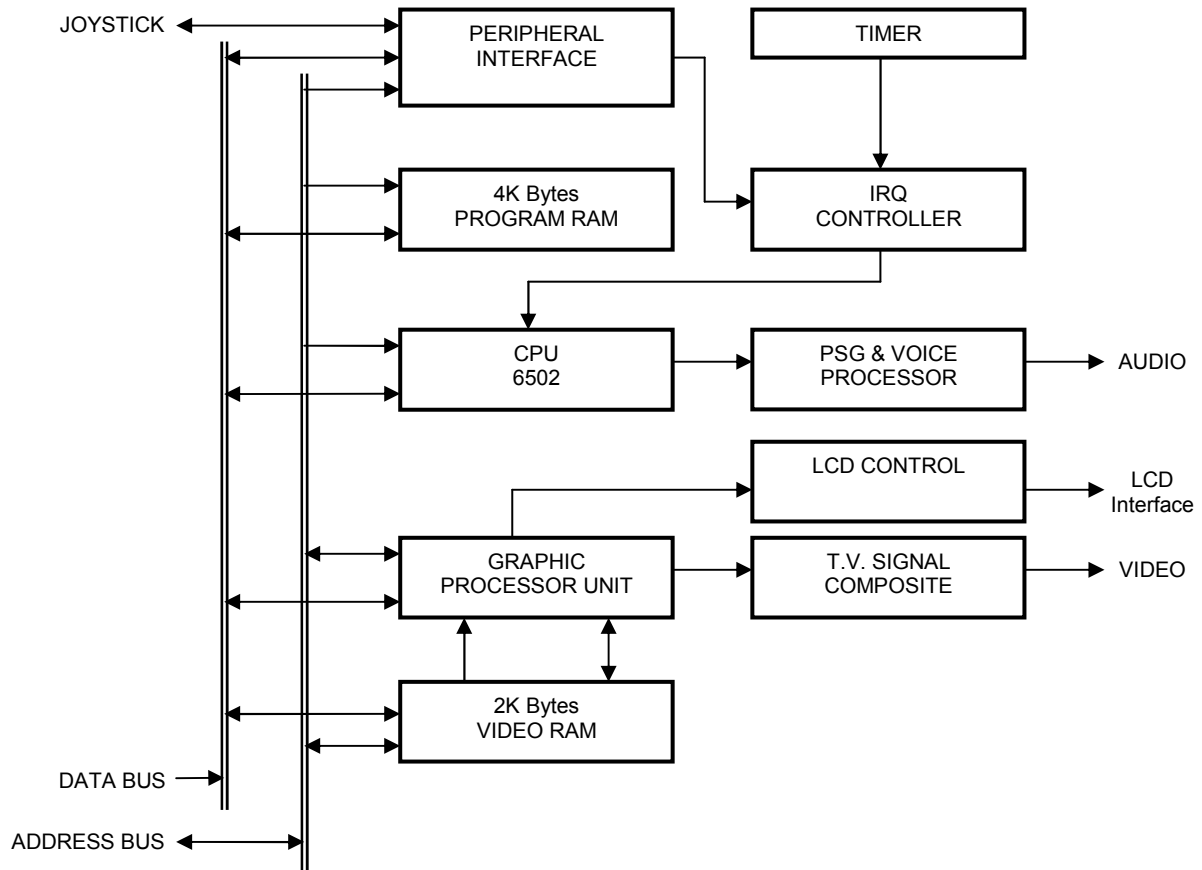 JOYSTICK
PERIPHERAL
INTERFACE
TIMER
4K Bytes
PROGRAM RAM
IRQ
CONTROLLER
CPU
6502
PSG & VOICE
PROCESSOR
AUDIO
LCD CONTROL
LCD
Interface
GRAPHIC
PROCESSOR UNIT
T.V. SIGNAL
COMPOSITE
VIDEO
2K Bytes
VIDEO RAM
DATA BUS
ADDRESS BUS